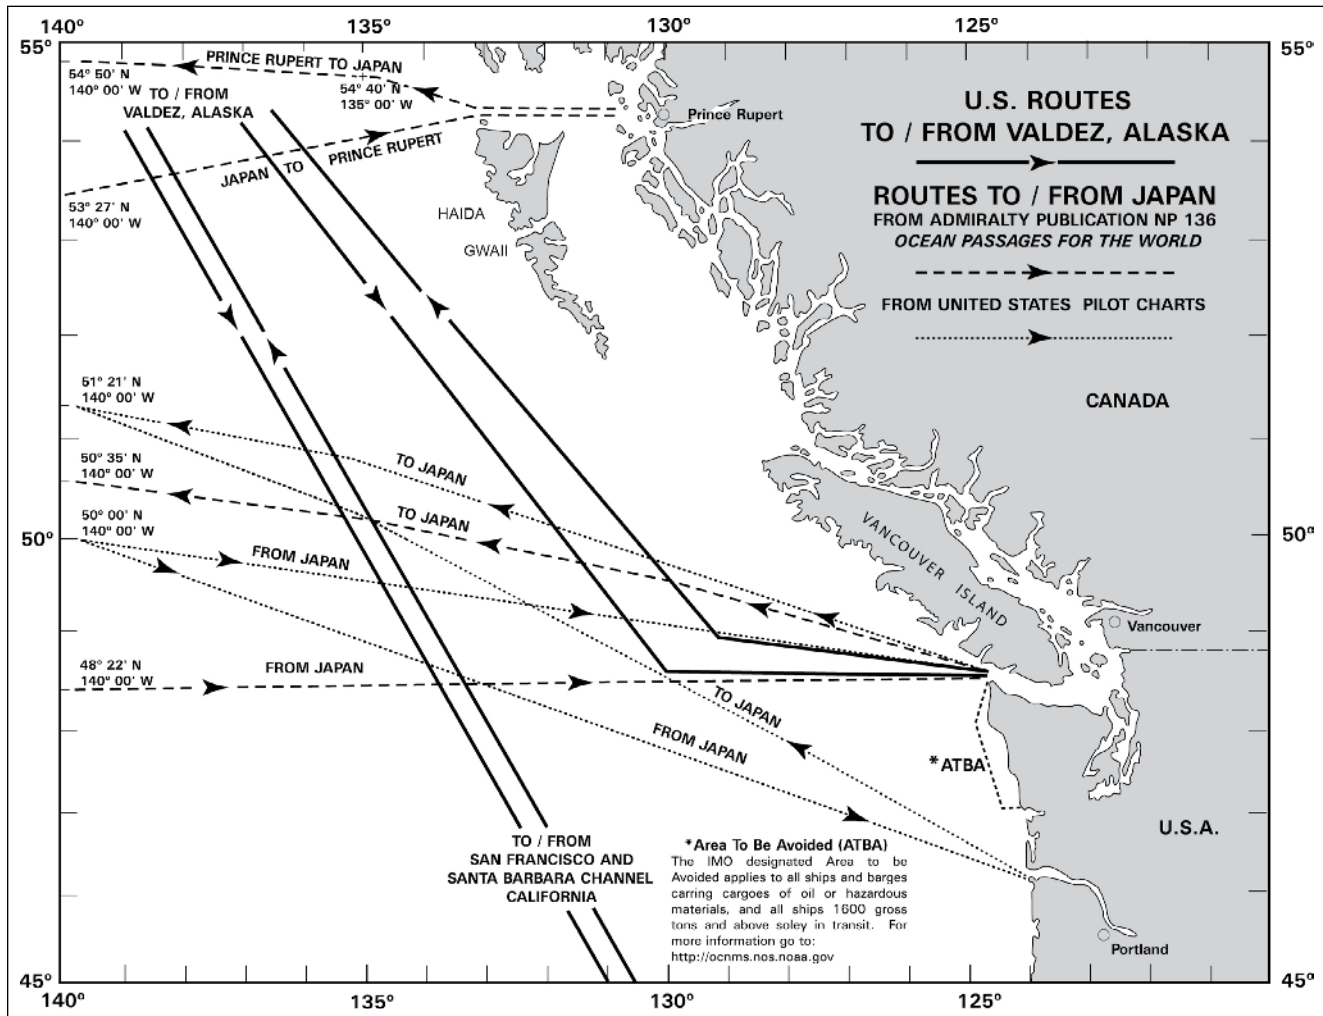 140°
135°
130°
125°
55°
55°
PRINCE RUPERT TO JAPAN
54° 50' N
140° 00' W
54° 40' N
135° 00' W
TO / FROM
VALDEZ, ALASKA
Prince Rupert
U.S. ROUTES
TO / FROM VALDEZ, ALASKA
ROUTES TO / FROM JAPAN
FROM ADMIRALTY PUBLICATION NP 136
OCEAN PASSAGES FOR THE WORLD
FROM UNITED STATES PILOT CHARTS
JAPAN TO PRINCE RUPERT
53° 27' N
140° 00' W
HAIDA
GWAII
51° 21' N
140° 00' W
CANADA
50° 35' N
140° 00' W
TO JAPAN
TO JAPAN
50° 00' N
140° 00' W
50°
50°
FROM JAPAN
VANCOUVER ISLAND
Vancouver
48° 22' N
140° 00' W
FROM JAPAN
TO JAPAN
FROM JAPAN
*ATBA
U.S.A.
TO / FROM
SAN FRANCISCO AND
SANTA BARBARA CHANNEL
CALIFORNIA
*Area To Be Avoided (ATBA)
The IMO designated Area to be
Avoided applies to all ships and barges
carring cargoes of oil or hazardous
materials, and all ships 1600 gross
tons and above soley in transit. For
more information go to:
http://ocnms.nos.noaa.gov
Portland
45°
45°
140°
135°
130°
125°